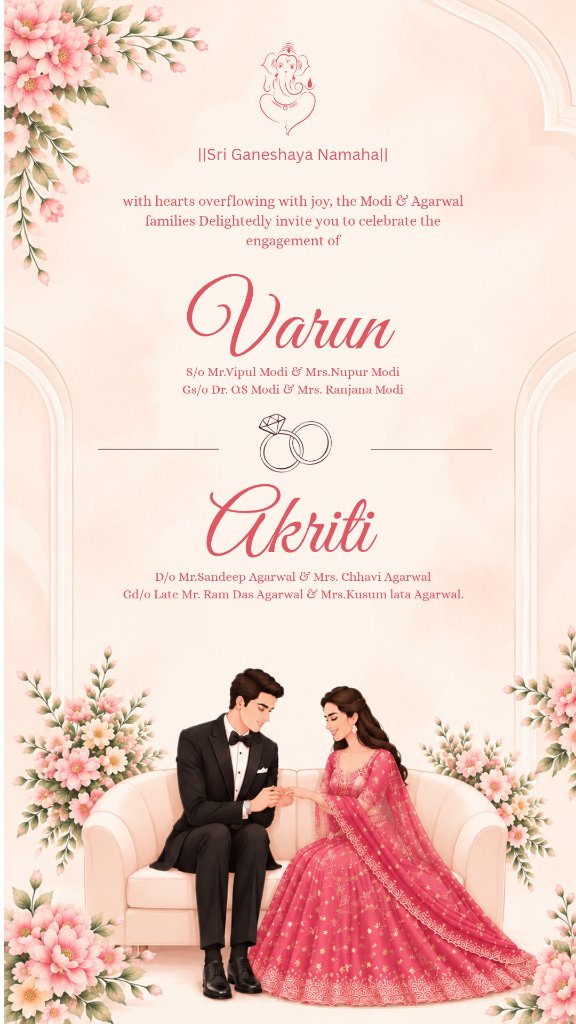 ||Sri Ganeshaya Namaha||
with hearts overflowing with joy, the Modi & Agarwal
families Delightedly invite you to celebrate the
engagement of
Varun
S/o Mr.Vipul Modi & Mrs.Nupur Modi
Gs/o Dr. O.S Modi & Mrs. Ranjana Modi
Akriti
D/o Mr.Sandeep Agarwal & Mrs. Chhavi Agarwal
Gd/o Late Mr. Ram Das Agarwal & Mrs.Kusum lata Agarwal.